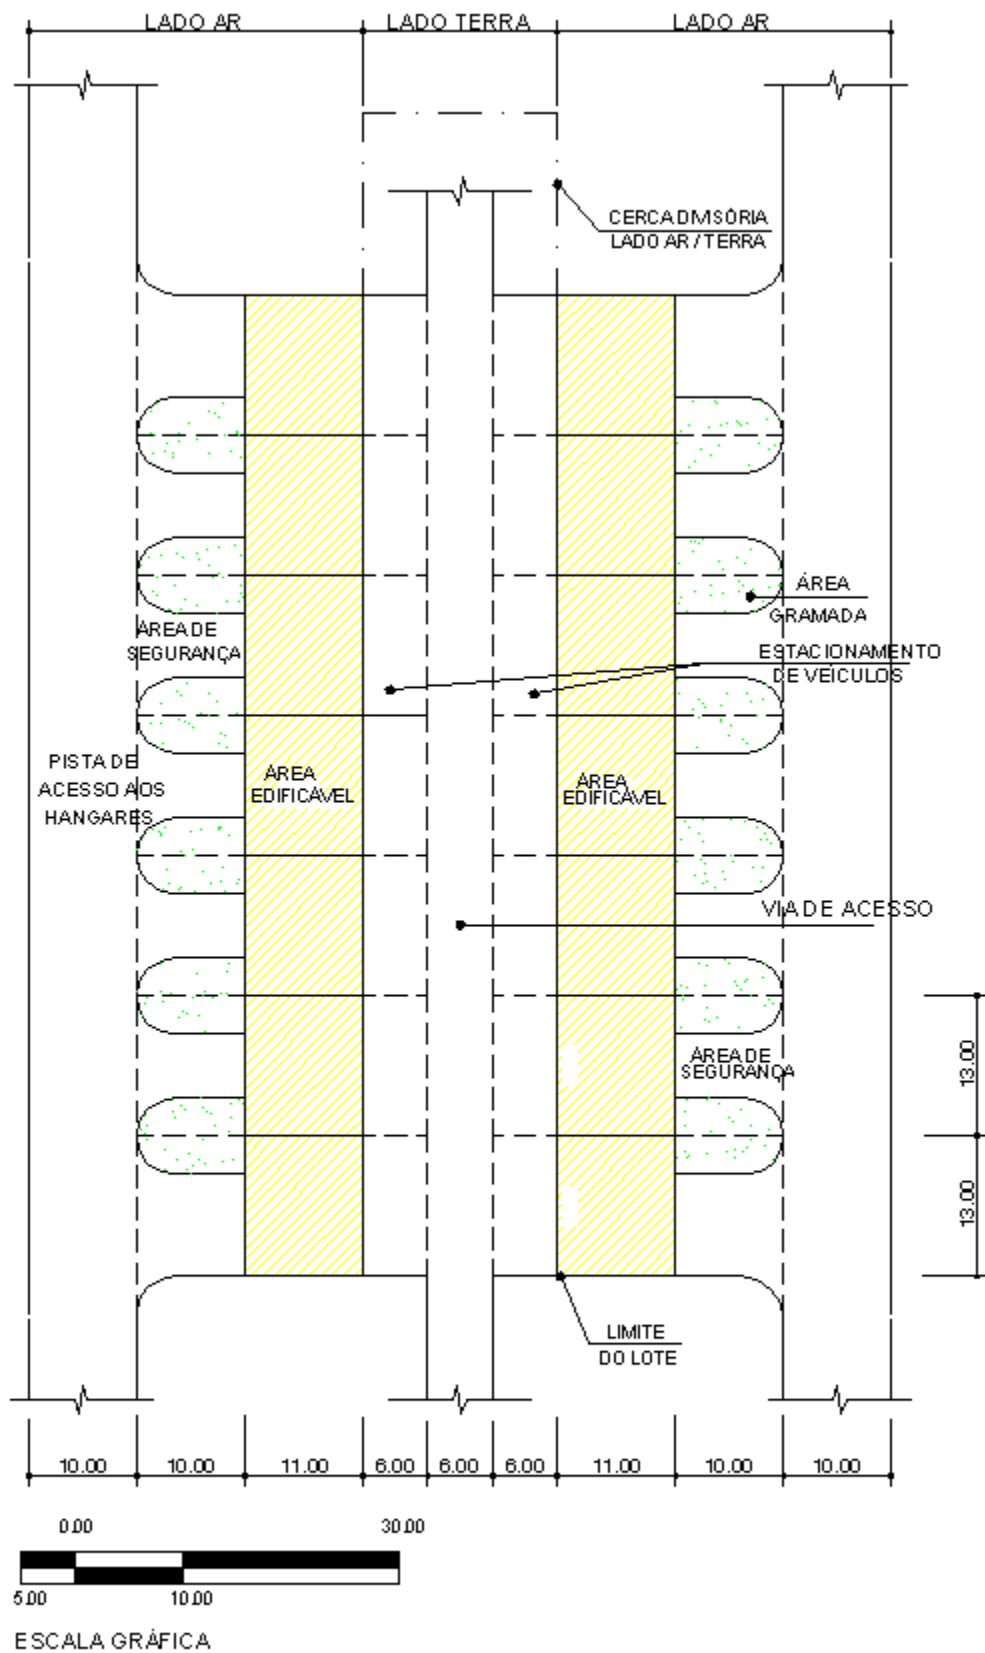 LADO AR
LADO TERRA
LADO AR
CERCA DIVISÓRIA
LADO AR / TERRA
ÁREA
GRAMADA
ÁREA DE
SEGURANÇA
ESTACIONAMENTO
DE VEÍCULOS
PISTA DE
ACESSO AOS
HANGARES
ÁREA
EDIFICÁVEL
ÁREA
EDIFICÁVEL
VIA DE ACESSO
ÁREA DE
SEGURANÇA
13.00
13.00
LIMITE
DO LOTE
10.00 10.00 11.00 6.00 6.00 6.00 11.00 10.00 10.00
0.00 30.00
5.00 10.00
ESCALA GRÁFICA